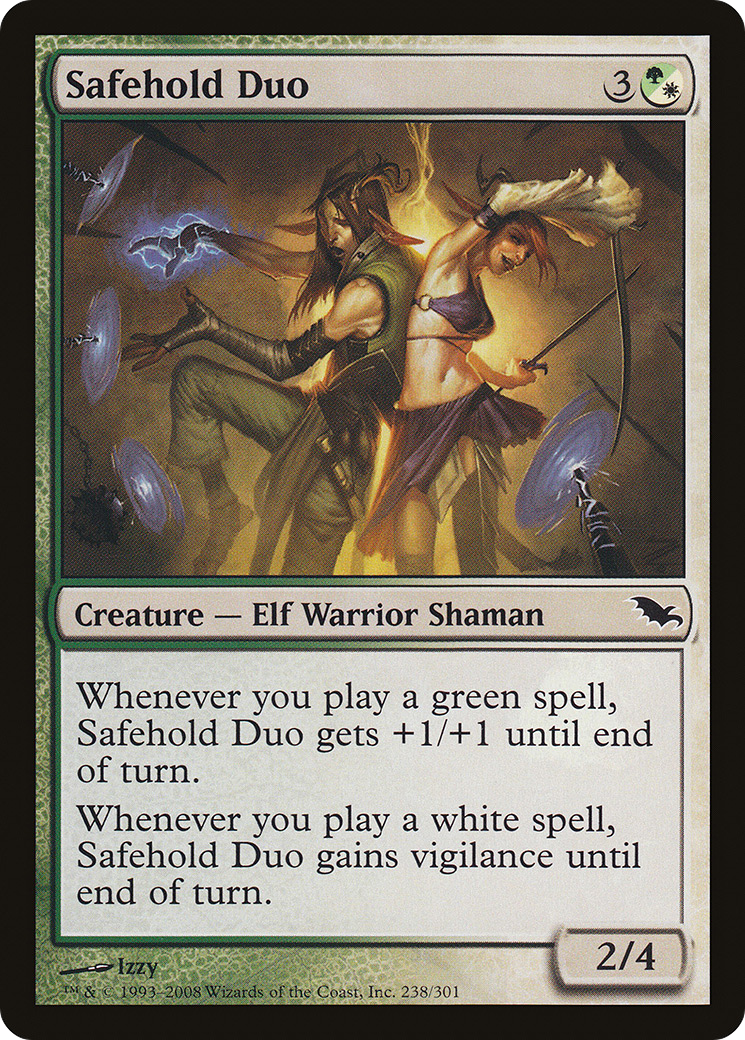 Safehold Duo 3
Creature — Elf Warrior Shaman
Whenever you play a green spell,
Safehold Duo gets +1/+1 until end
of turn.
Whenever you play a white spell,
Safehold Duo gains vigilance until
end of turn.
2/4
Izzy
™ & © 1993–2008 Wizards of the Coast, Inc. 238/301